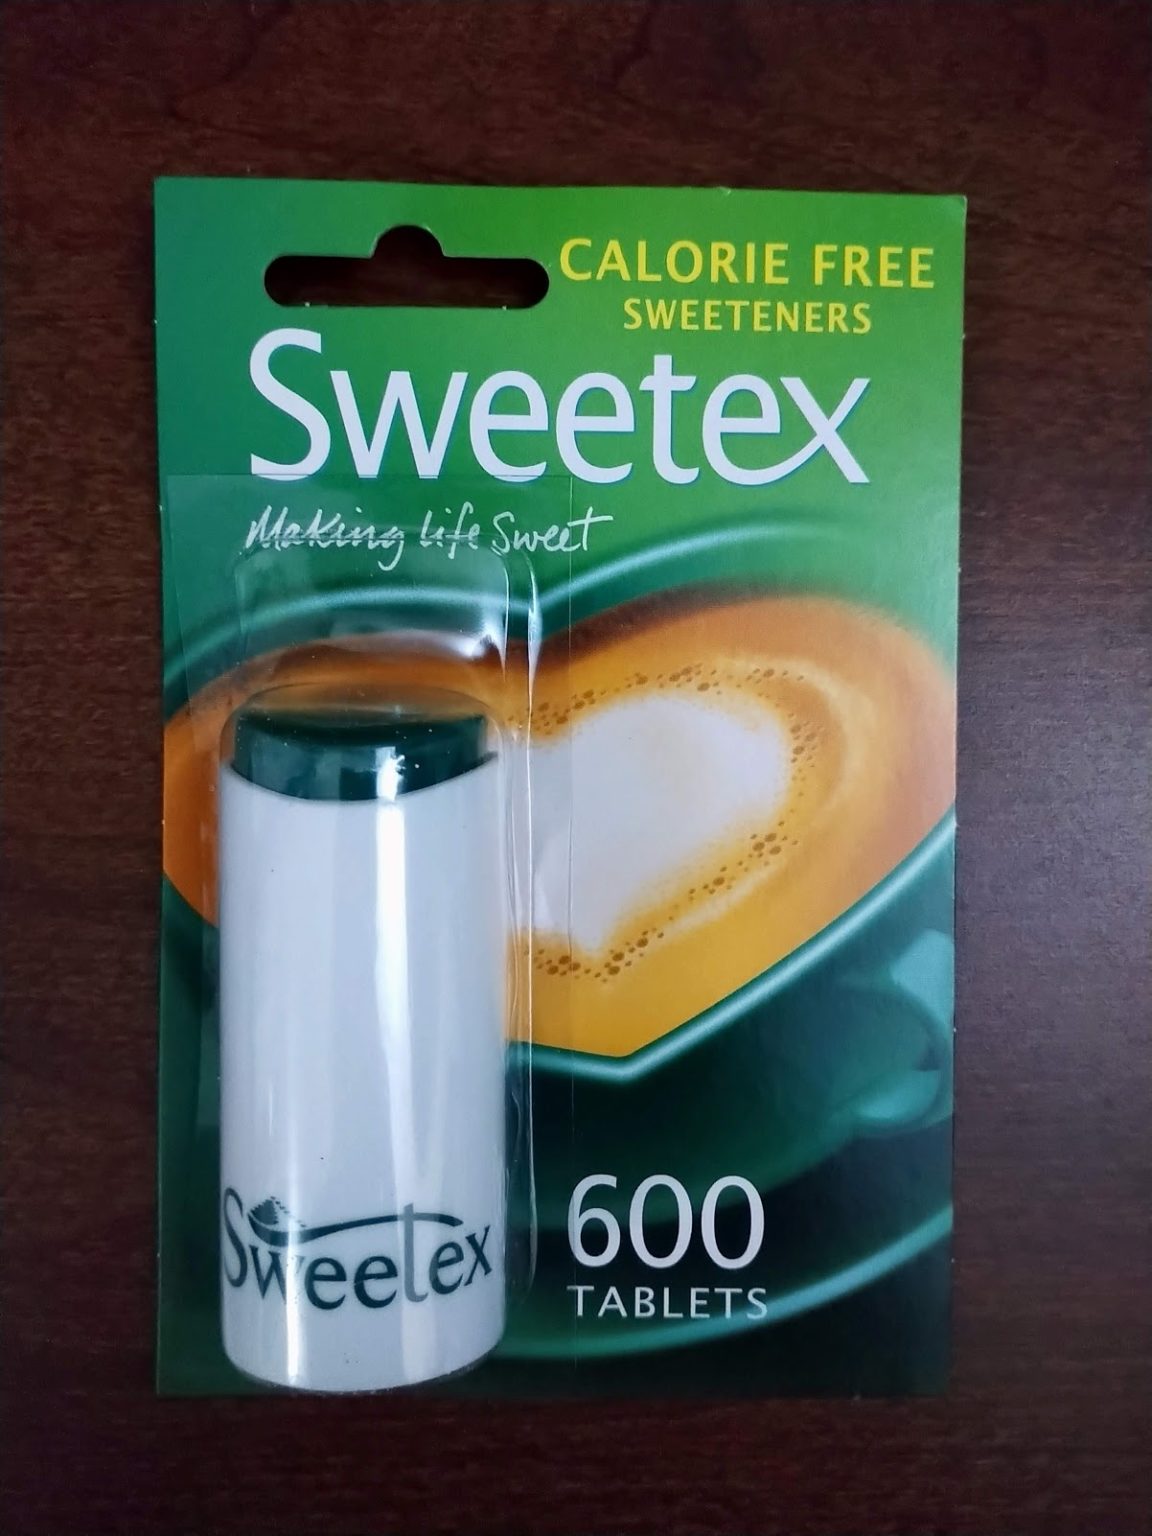 CALORIE FREE
SWEETENERS
Sweetex
Making Life Sweet
Sweetex
600
TABLETS